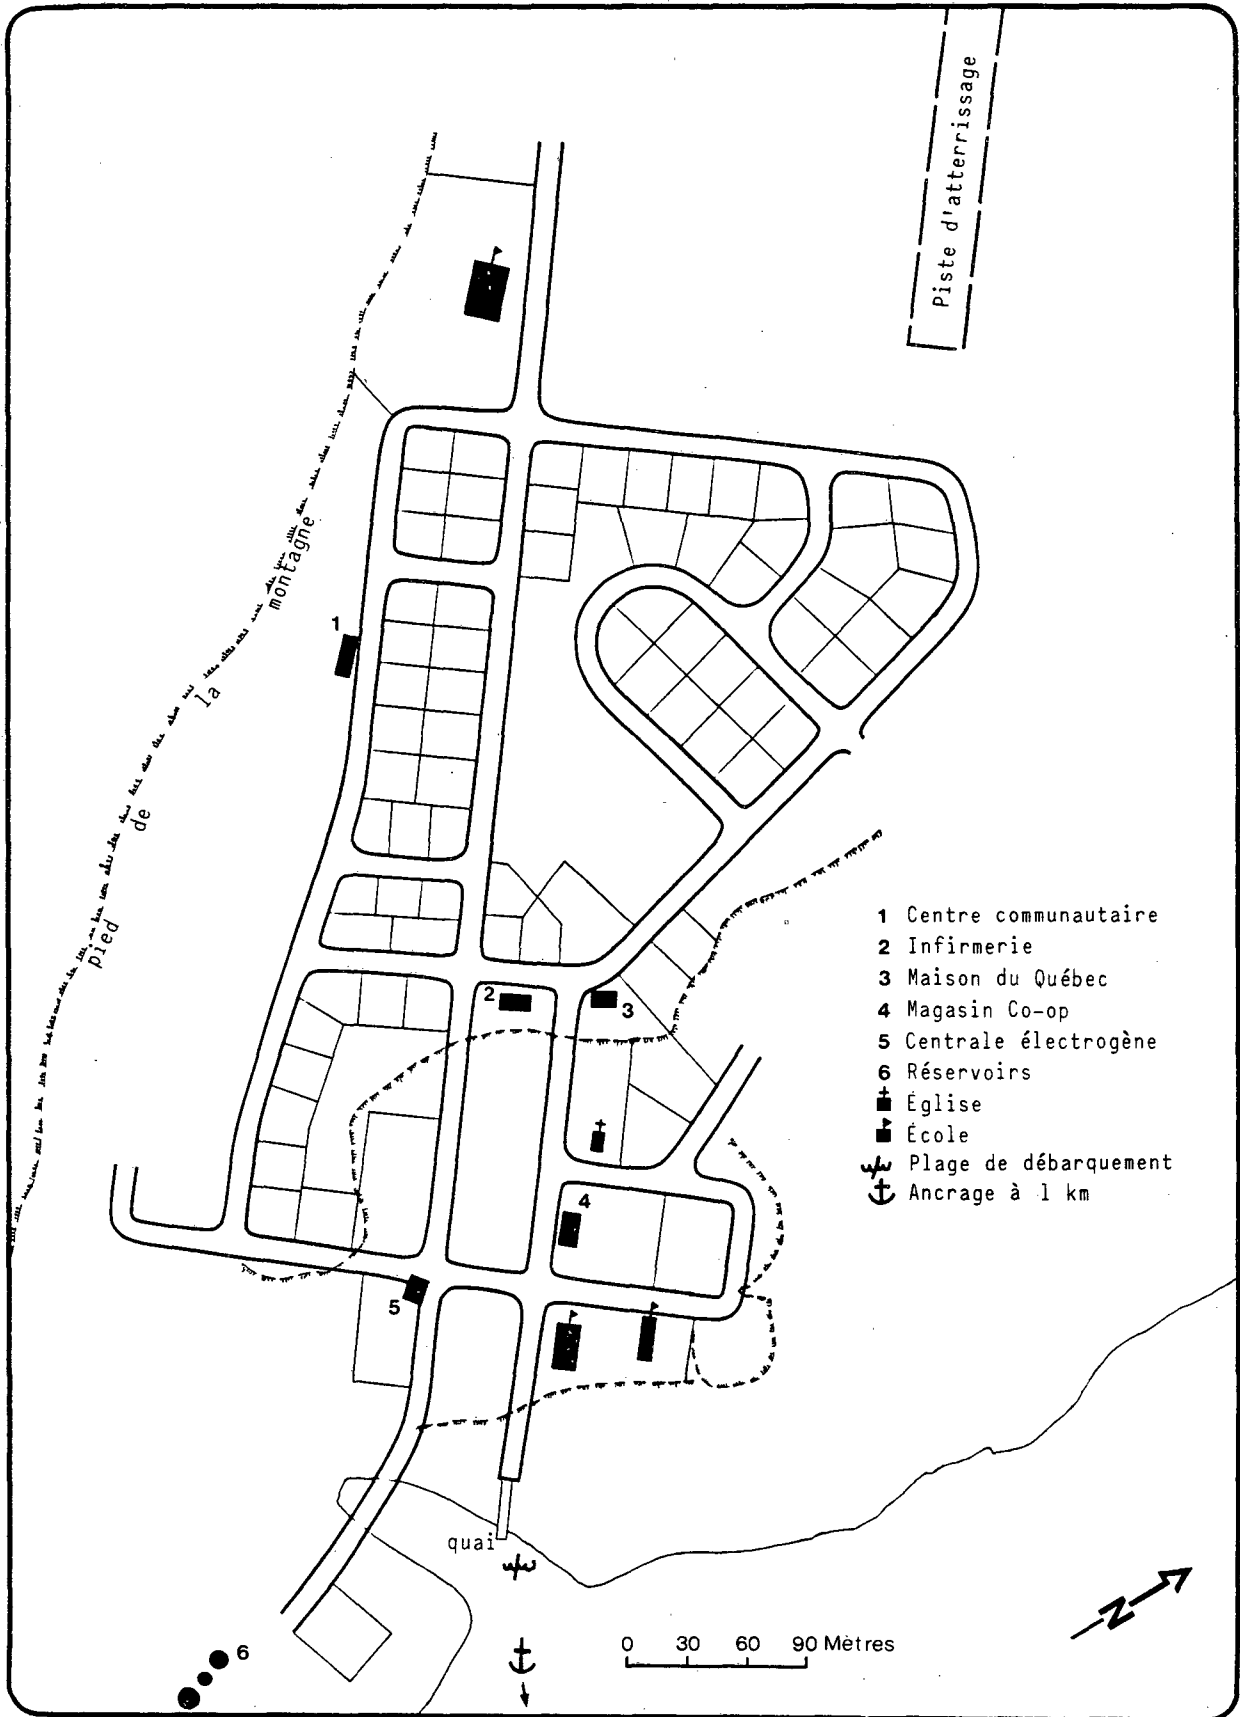 Piste d'atterrissage
montagne
la
de
pied
1
2
3
4
5
6
1 Centre communautaire
2 Infirmerie
3 Maison du Québec
4 Magasin Co-op
5 Centrale électrogène
6 Réservoirs
Église
École
Plage de débarquement
Ancrage à 1 km
quai
0 30 60 90 Mètres
N